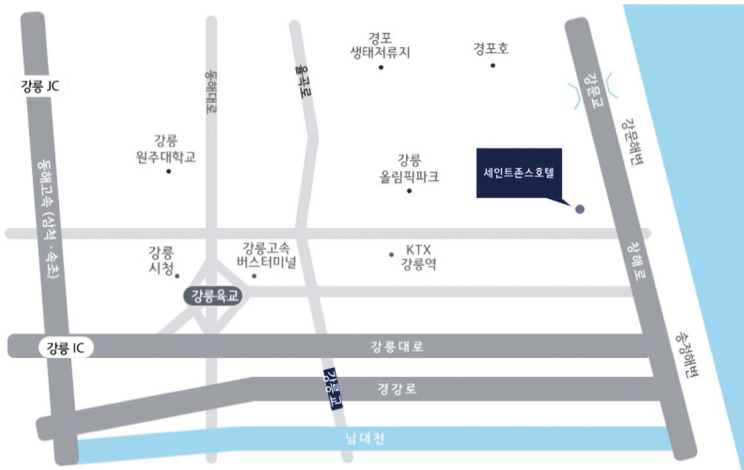 경포
생태저류지
경포호
강릉 JC
동해대로
율곡로
강문교
강문해변
강릉
원주대학교
강릉
올림픽파크
세인트존스호텔
동해고속 (삼척·속초)
강릉
시청
강릉고속
버스터미널
KTX
강릉역
창해로
강릉육교
강릉 IC
강릉대로
송정해변
경강로
강릉교
남대천